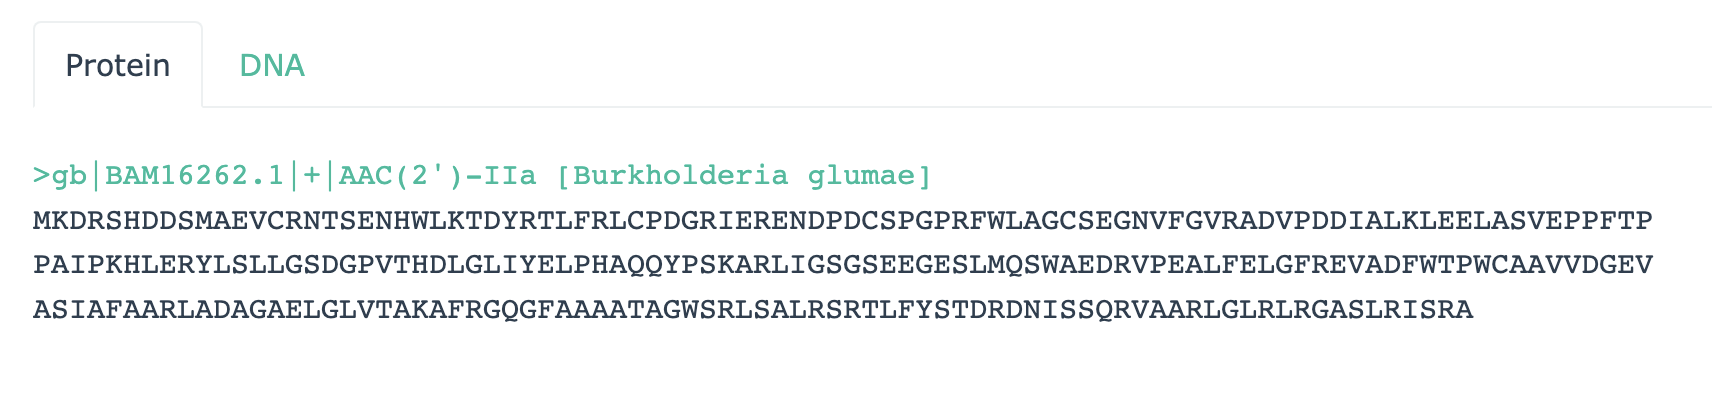 Protein
DNA
>gb|BAM16262.1|+|AAC(2')-IIa [Burkholderia glumae]
MKDRSHDDSMAEVCRNTSENHWLKTDYRTLFRLCPDGRIERENDPDCSPGPRFWLAGCSEGNVFGVRADVPDDIALKLEELASVEPPFTP
PAIPKHLERYLSLLGSDGPVTHDLGLIYELPHAQQYPSKARLIGSGSEEGESLMQSWAEDRVPEALFELGFREVADFWTPWCAAVVDGEV
ASIAFAARLADAGAELGLVTAKAFRGQGFAAAATAGWSRLSALRSRTLFYSTDRDNISSQRVAARLGLRLRGASLRISRA